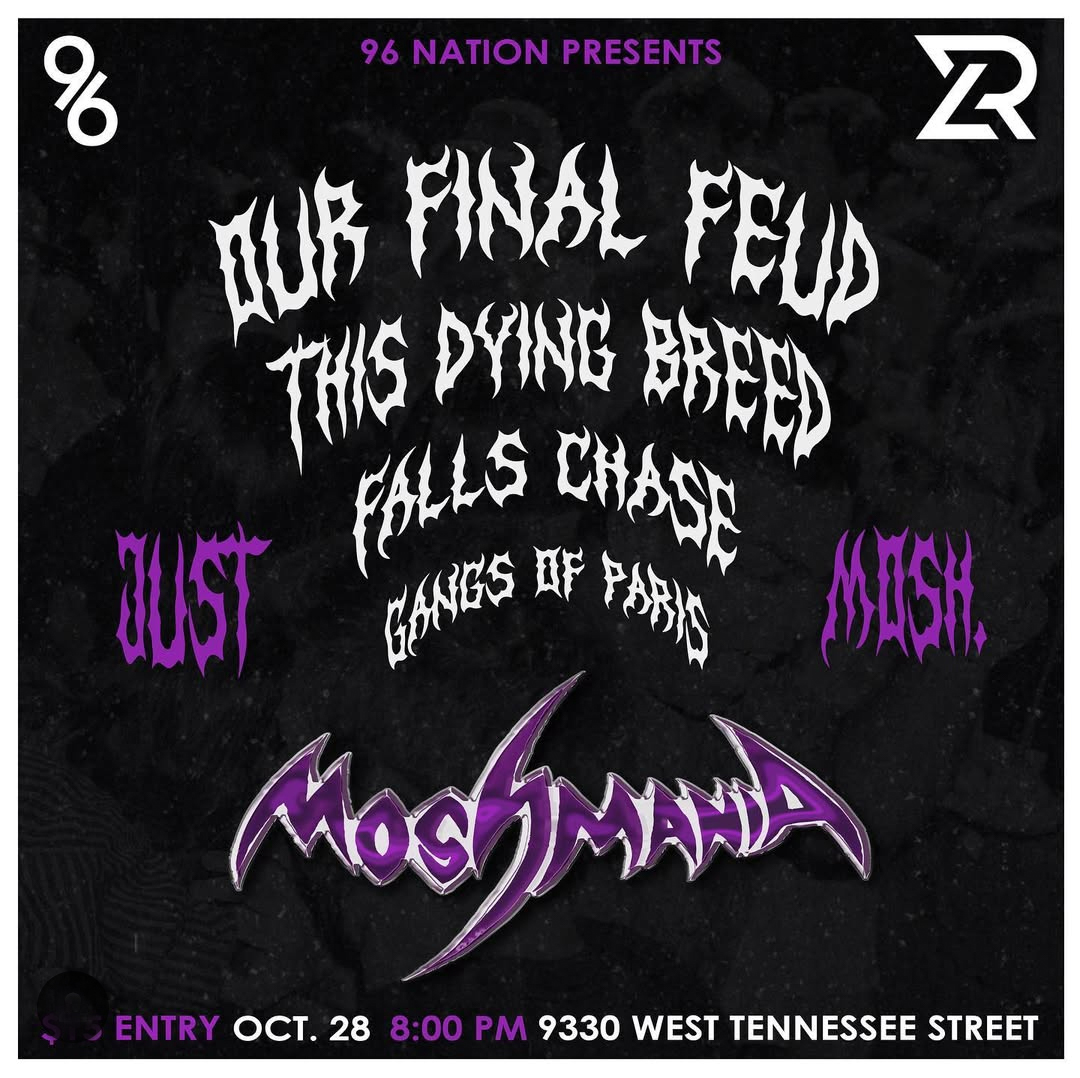 96
96 NATION PRESENTS
OUR FINAL FEUD
THIS DYING BREED
FALLS CHASE
GANGS OF PARIS
JUST MOSH.
MOSHMANIA
$15 ENTRY OCT. 28 8:00 PM 9330 WEST TENNESSEE STREET